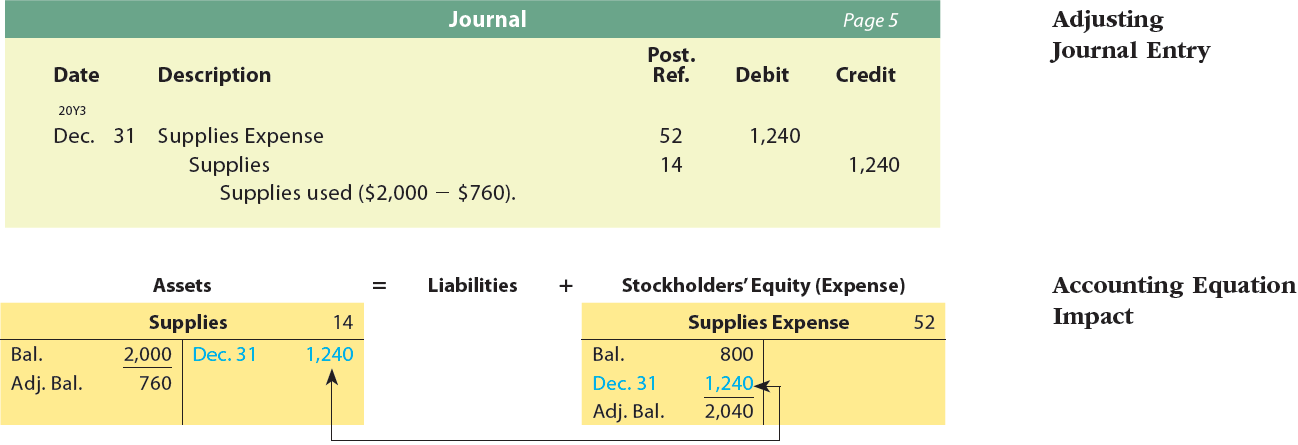 Journal Page 5
Adjusting
Journal Entry
Post.
Date Description Ref. Debit Credit
20Y3
Dec. 31 Supplies Expense 52 1,240
Supplies 14 1,240
Supplies used ($2,000 − $760).
Assets = Liabilities + Stockholders’ Equity (Expense)
Accounting Equation
Impact
Supplies 14
Bal. 2,000 Dec. 31 1,240
Adj. Bal. 760
Supplies Expense 52
Bal. 800
Dec. 31 1,240
Adj. Bal. 2,040